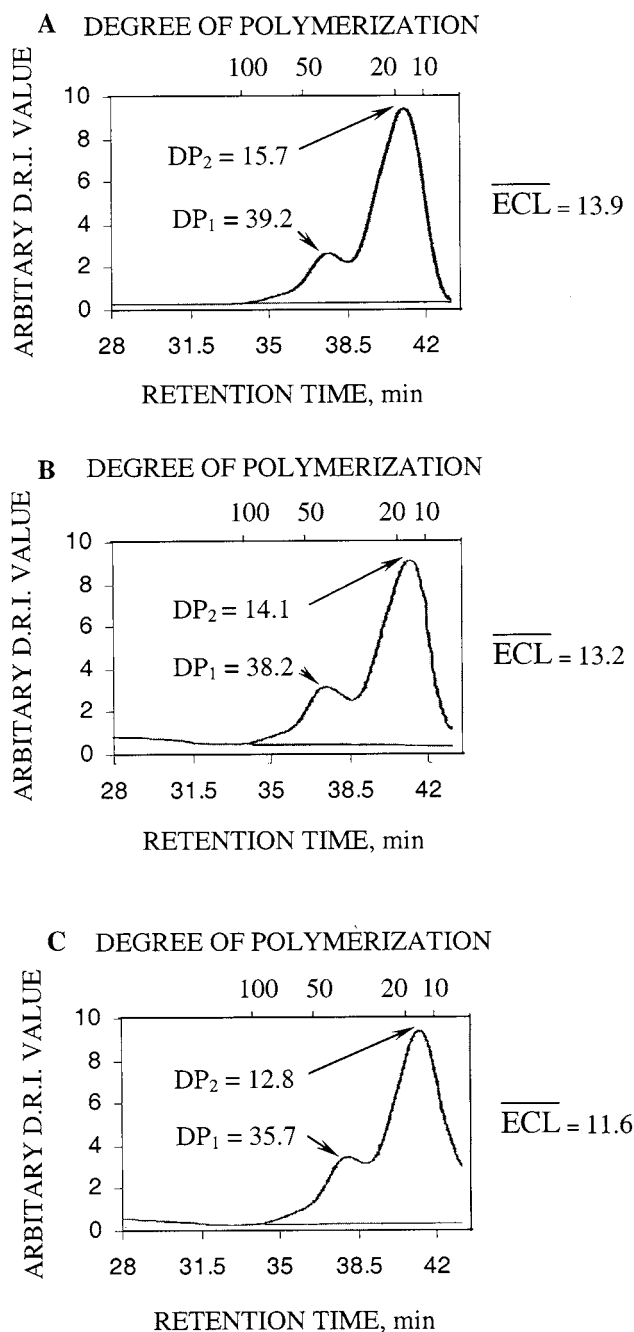 A DEGREE OF POLYMERIZATION
100 50 20 10
ARBITARY D.R.I. VALUE
10
8
6
4
2
0
DP2 = 15.7
DP1 = 39.2
ECL = 13.9
28 31.5 35 38.5 42
RETENTION TIME, min
B DEGREE OF POLYMERIZATION
100 50 20 10
ARBITARY D.R.I. VALUE
10
8
6
4
2
0
DP2 = 14.1
DP1 = 38.2
ECL = 13.2
28 31.5 35 38.5 42
RETENTION TIME, min
C DEGREE OF POLYMERIZATION
100 50 20 10
ARBITARY D.R.I. VALUE
10
8
6
4
2
0
DP2 = 12.8
DP1 = 35.7
ECL = 11.6
28 31.5 35 38.5 42
RETENTION TIME, min